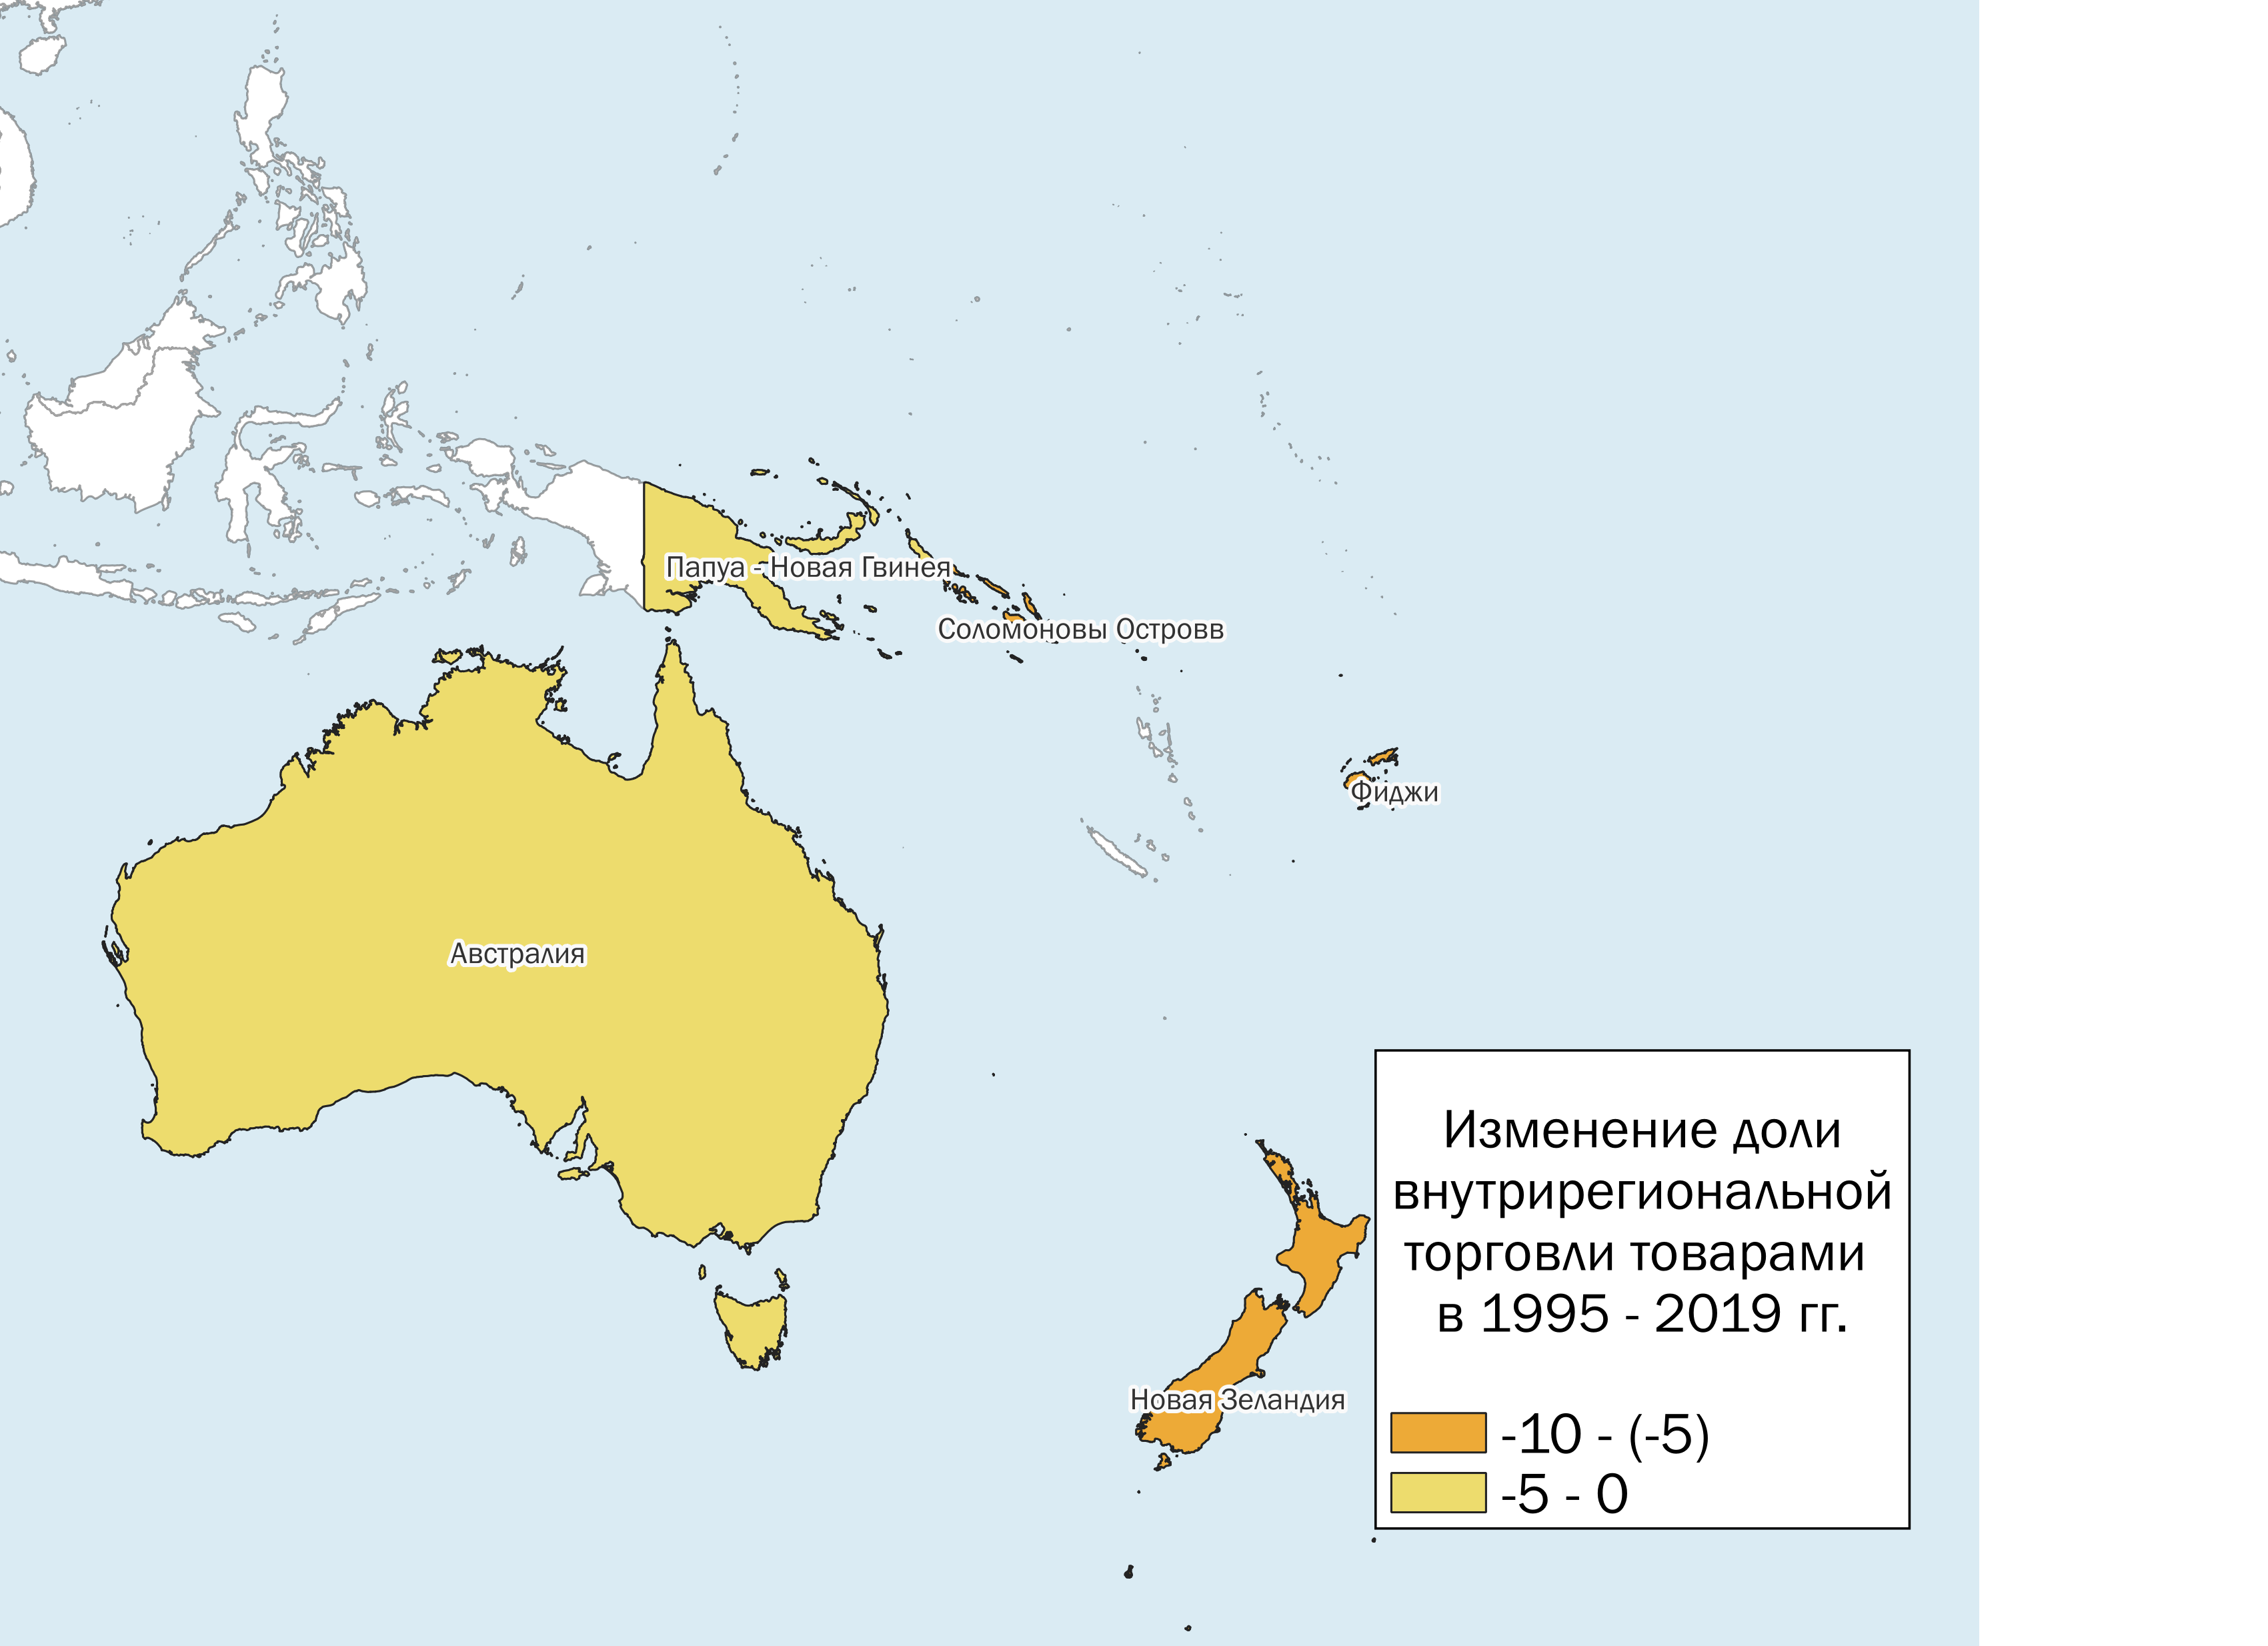 Папуа - Новая Гвинея
Соломоновы Островв
Фиджи
Австралия
Новая Зеландия
Изменение доли
внутрирегиональной
торговли товарами
в 1995 - 2019 гг.
-10 - (-5)
-5 - 0